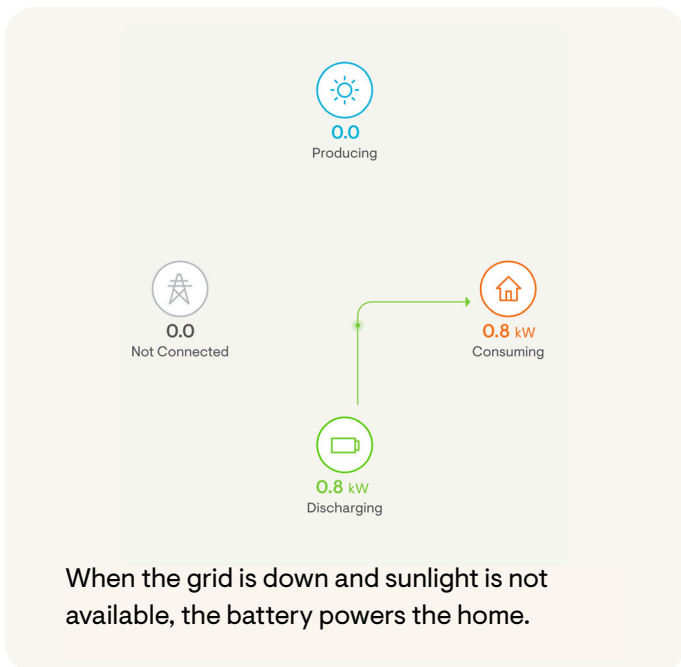 0.0
Producing
0.0
Not Connected
0.8 kW
Consuming
0.8 kW
Discharging
When the grid is down and sunlight is not
available, the battery powers the home.